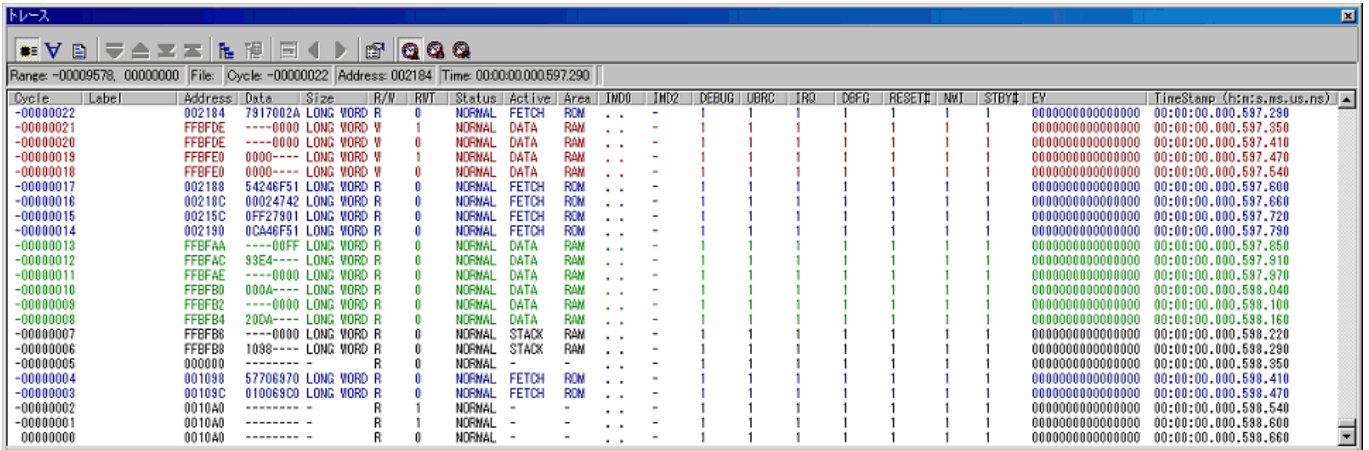 トレース
Range: -00009578, 00000000 File: Cycle: -00000022 Address: 002184 Time: 00:00:00.000.597.290
Cycle Label Address Data Size R/W RWT Status Active Area IND0 IND2 DEBUG UBRC IRQ DBFG RESET# NMI STBY# EV TimeStamp (h:m:s.ms.us.ns)
-00000022 002184 7917002A LONG WORD R 0 NORMAL FETCH ROM . . - 1 1 1 1 1 1 1 0000000000000000 00:00:00.000.597.290
-00000021 FFBFDE ----0000 LONG WORD W 1 NORMAL DATA RAM . . - 1 1 1 1 1 1 1 0000000000000000 00:00:00.000.597.350
-00000020 FFBFDE ----0000 LONG WORD W 0 NORMAL DATA RAM . . - 1 1 1 1 1 1 1 0000000000000000 00:00:00.000.597.410
-00000019 FFBFE0 0000---- LONG WORD W 1 NORMAL DATA RAM . . - 1 1 1 1 1 1 1 0000000000000000 00:00:00.000.597.470
-00000018 FFBFE0 0000---- LONG WORD W 0 NORMAL DATA RAM . . - 1 1 1 1 1 1 1 0000000000000000 00:00:00.000.597.540
-00000017 002188 54246F51 LONG WORD R 0 NORMAL FETCH ROM . . - 1 1 1 1 1 1 1 0000000000000000 00:00:00.000.597.600
-00000016 00218C 00024742 LONG WORD R 0 NORMAL FETCH ROM . . - 1 1 1 1 1 1 1 0000000000000000 00:00:00.000.597.660
-00000015 00215C 0FF27901 LONG WORD R 0 NORMAL FETCH ROM . . - 1 1 1 1 1 1 1 0000000000000000 00:00:00.000.597.720
-00000014 002190 0CA46F51 LONG WORD R 0 NORMAL FETCH ROM . . - 1 1 1 1 1 1 1 0000000000000000 00:00:00.000.597.790
-00000013 FFBFAA ----00FF LONG WORD R 0 NORMAL DATA RAM . . - 1 1 1 1 1 1 1 0000000000000000 00:00:00.000.597.850
-00000012 FFBFAC 93E4---- LONG WORD R 0 NORMAL DATA RAM . . - 1 1 1 1 1 1 1 0000000000000000 00:00:00.000.597.910
-00000011 FFBFAE ----0000 LONG WORD R 0 NORMAL DATA RAM . . - 1 1 1 1 1 1 1 0000000000000000 00:00:00.000.597.970
-00000010 FFBFB0 000A---- LONG WORD R 0 NORMAL DATA RAM . . - 1 1 1 1 1 1 1 0000000000000000 00:00:00.000.598.040
-00000009 FFBFB2 ----0000 LONG WORD R 0 NORMAL DATA RAM . . - 1 1 1 1 1 1 1 0000000000000000 00:00:00.000.598.100
-00000008 FFBFB4 20DA---- LONG WORD R 0 NORMAL DATA RAM . . - 1 1 1 1 1 1 1 0000000000000000 00:00:00.000.598.160
-00000007 FFBFB6 ----0000 LONG WORD R 0 NORMAL STACK RAM . . - 1 1 1 1 1 1 1 0000000000000000 00:00:00.000.598.220
-00000006 FFBFB8 1098---- LONG WORD R 0 NORMAL STACK RAM . . - 1 1 1 1 1 1 1 0000000000000000 00:00:00.000.598.290
-00000005 000000 -------- - R 0 NORMAL - - . . - 1 1 1 1 1 1 1 0000000000000000 00:00:00.000.598.350
-00000004 001098 57706970 LONG WORD R 0 NORMAL FETCH ROM . . - 1 1 1 1 1 1 1 0000000000000000 00:00:00.000.598.410
-00000003 00109C 010069C0 LONG WORD R 0 NORMAL FETCH ROM . . - 1 1 1 1 1 1 1 0000000000000000 00:00:00.000.598.470
-00000002 0010A0 -------- - R 1 NORMAL - - . . - 1 1 1 1 1 1 1 0000000000000000 00:00:00.000.598.540
-00000001 0010A0 -------- - R 1 NORMAL - - . . - 1 1 1 1 1 1 1 0000000000000000 00:00:00.000.598.600
00000000 0010A0 -------- - R 0 NORMAL - - . . - 1 1 1 1 1 1 1 0000000000000000 00:00:00.000.598.660